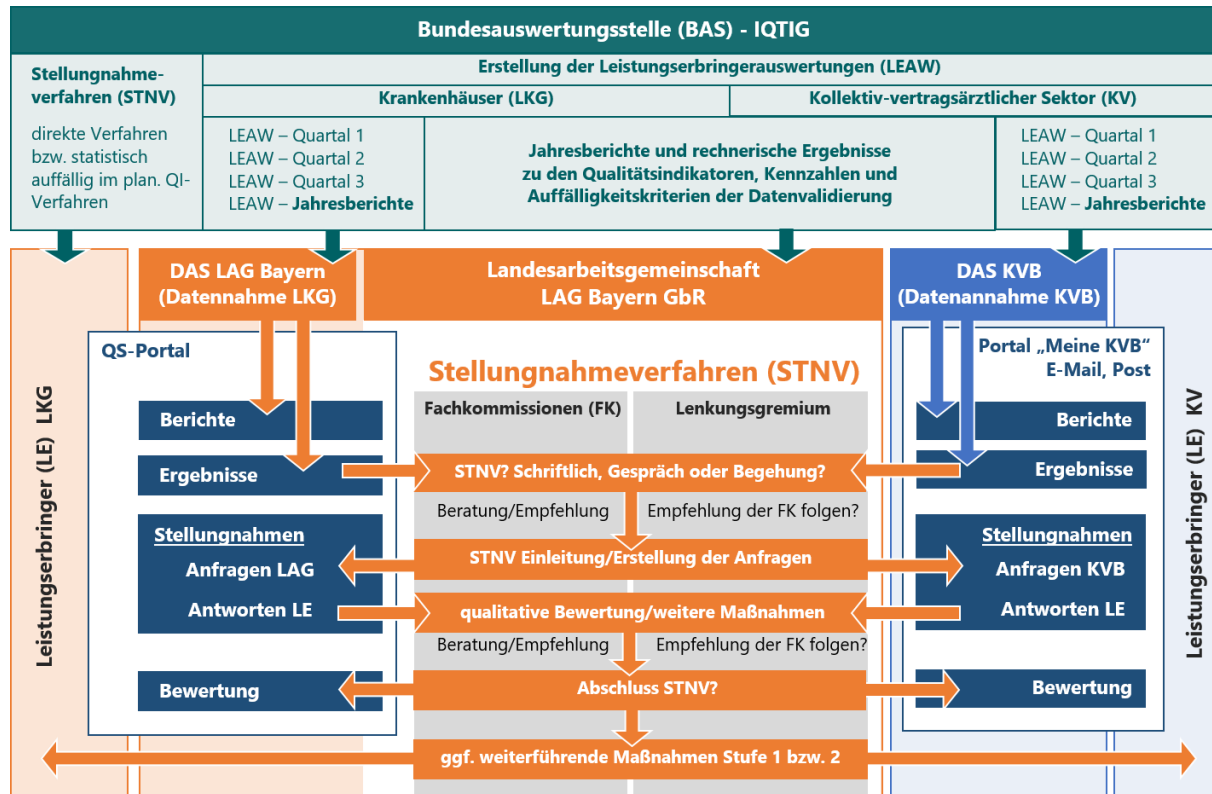 Bundesauswertungsstelle (BAS) - IQTIG
Stellungnahme-
verfahren (STNV)
direkte Verfahren
bzw. statistisch
auffällig im plan. QI-
Verfahren
Erstellung der Leistungserbringerauswertungen (LEAW)
Krankenhäuser (LKG)
Kollektiv-vertragsärztlicher Sektor (KV)
LEAW – Quartal 1
LEAW – Quartal 2
LEAW – Quartal 3
LEAW – Jahresberichte
Jahresberichte und rechnerische Ergebnisse
zu den Qualitätsindikatoren, Kennzahlen und
Auffälligkeitskriterien der Datenvalidierung
LEAW – Quartal 1
LEAW – Quartal 2
LEAW – Quartal 3
LEAW – Jahresberichte
DAS LAG Bayern
(Datennahme LKG)
Landesarbeitsgemeinschaft
LAG Bayern GbR
DAS KVB
(Datenannahme KVB)
Leistungserbringer (LE) LKG
QS-Portal
Berichte
Ergebnisse
Stellungnahmen
Anfragen LAG
Antworten LE
Bewertung
Stellungnahmeverfahren (STNV)
Fachkommissionen (FK)
Lenkungsgremium
STNV? Schriftlich, Gespräch oder Begehung?
Beratung/Empfehlung
Empfehlung der FK folgen?
STNV Einleitung/Erstellung der Anfragen
qualitative Bewertung/weitere Maßnahmen
Beratung/Empfehlung
Empfehlung der FK folgen?
Abschluss STNV?
ggf. weiterführende Maßnahmen Stufe 1 bzw. 2
Portal „Meine KVB“
E-Mail, Post
Berichte
Ergebnisse
Stellungnahmen
Anfragen KVB
Antworten LE
Bewertung
Leistungserbringer (LE) KV